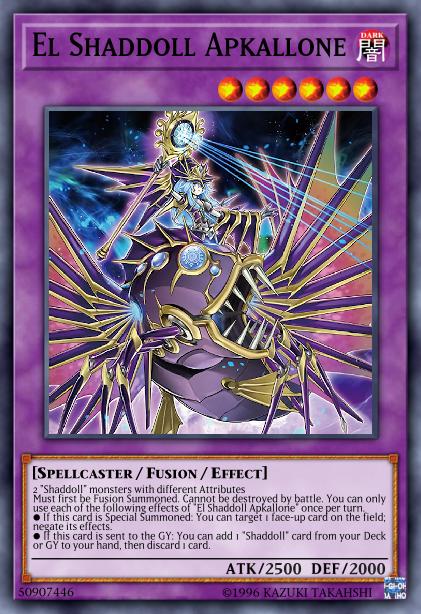 El Shaddoll Apkallone
DARK
闇
[Spellcaster / Fusion / Effect]
2 "Shaddoll" monsters with different Attributes
Must first be Fusion Summoned. Cannot be destroyed by battle. You can only
use each of the following effects of "El Shaddoll Apkallone" once per turn.
● If this card is Special Summoned: You can target 1 face-up card on the field;
negate its effects.
● If this card is sent to the GY: You can add 1 "Shaddoll" card from your Deck
or GY to your hand, then discard 1 card.
ATK/2500 DEF/2000
50907446 ©1996 KAZUKI TAKAHSHI